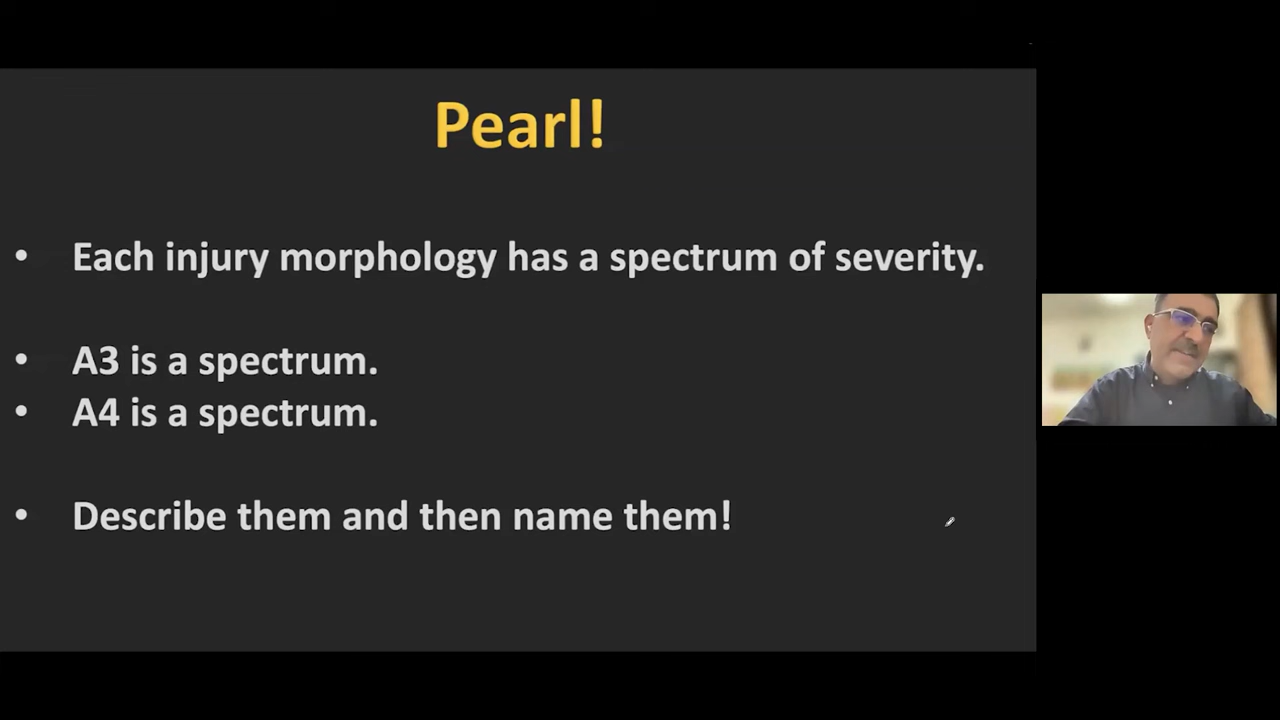 Pearl!
• Each injury morphology has a spectrum of severity.
• A3 is a spectrum.
• A4 is a spectrum.
• Describe them and then name them!